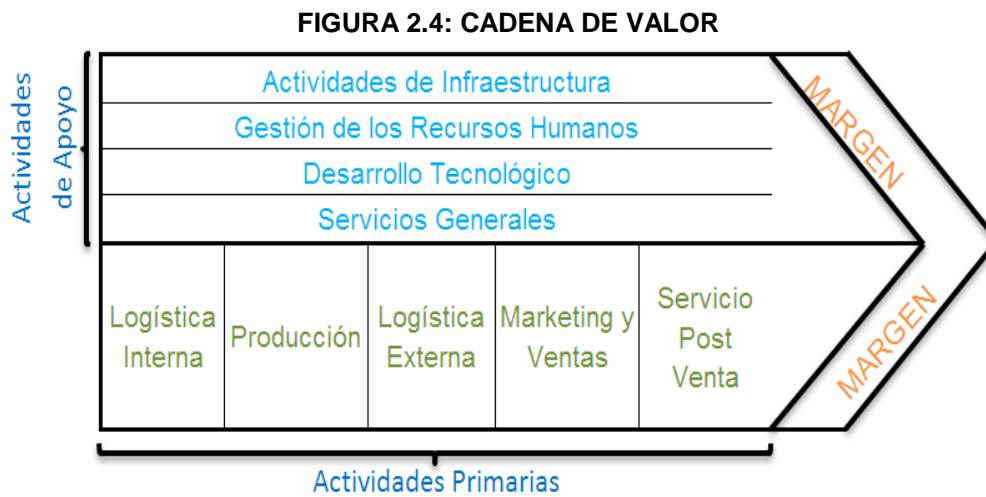 FIGURA 2.4: CADENA DE VALOR
Actividades
de Apoyo
Actividades de Infraestructura
Gestión de los Recursos Humanos
Desarrollo Tecnológico
Servicios Generales
MARGEN
Logística
Interna
Producción
Logística
Externa
Marketing y
Ventas
Servicio
Post
Venta
MARGEN
Actividades Primarias